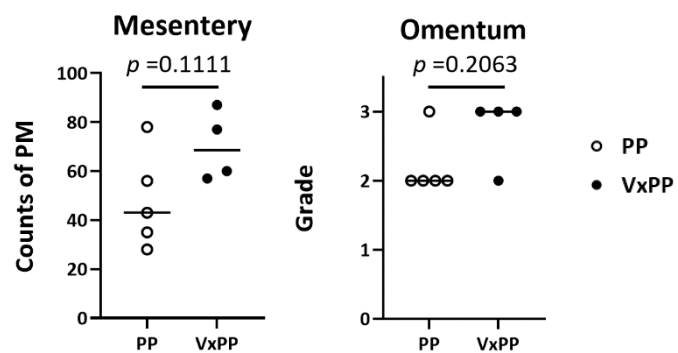 Mesentery
p =0.1111
Counts of PM
100
80
60
40
20
0
PP
VxPP
Omentum
p =0.2063
Grade
3
2
1
0
PP
VxPP
PP
VxPP